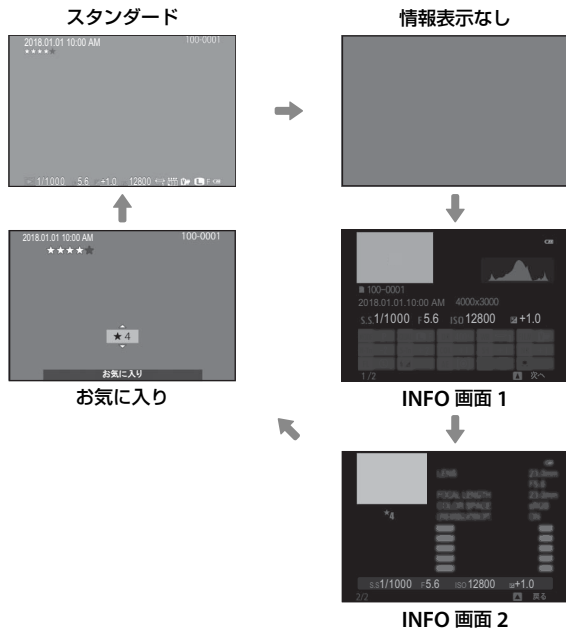 スタンダード
2018.01.01 10:00 AM
100-0001
★★★★
1/1000 5.6 +1.0 12800 L F
情報表示なし
2018.01.01 10:00 AM
100-0001
★★★★★
★4
お気に入り
お気に入り
100-0001
2018.01.01.10:00 AM 4000x3000
S.S.1/1000 F5.6 ISO12800 +1.0
1/2
次へ
INFO 画面 1
LENS 23.0mm
F5.6
FOCAL LENGTH 23.0mm
COLOR SPACE sRGB
ON
★4
S.S1/1000 F5.6 ISO12800 +1.0
2/2
戻る
INFO 画面 2